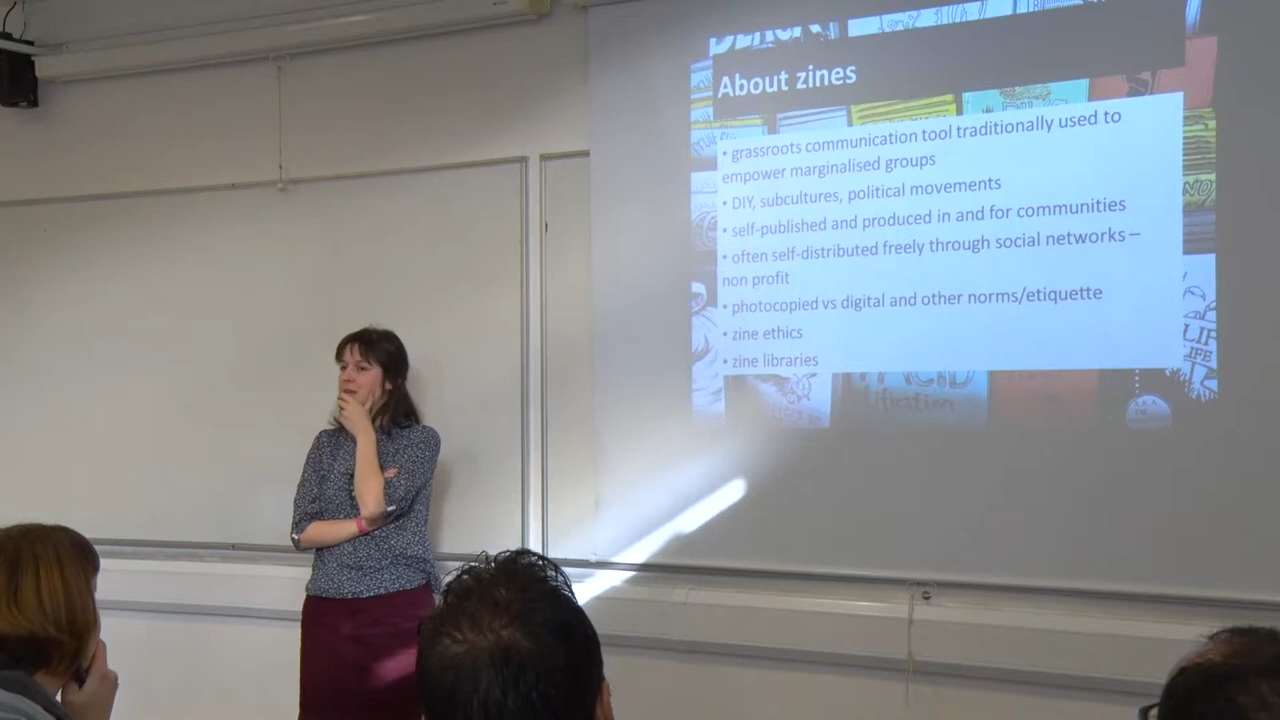 About zines
• grassroots communication tool traditionally used to
empower marginalised groups
• DIY, subcultures, political movements
• self-published and produced in and for communities
• often self-distributed freely through social networks –
non profit
• photocopied vs digital and other norms/etiquette
• zine ethics
• zine libraries